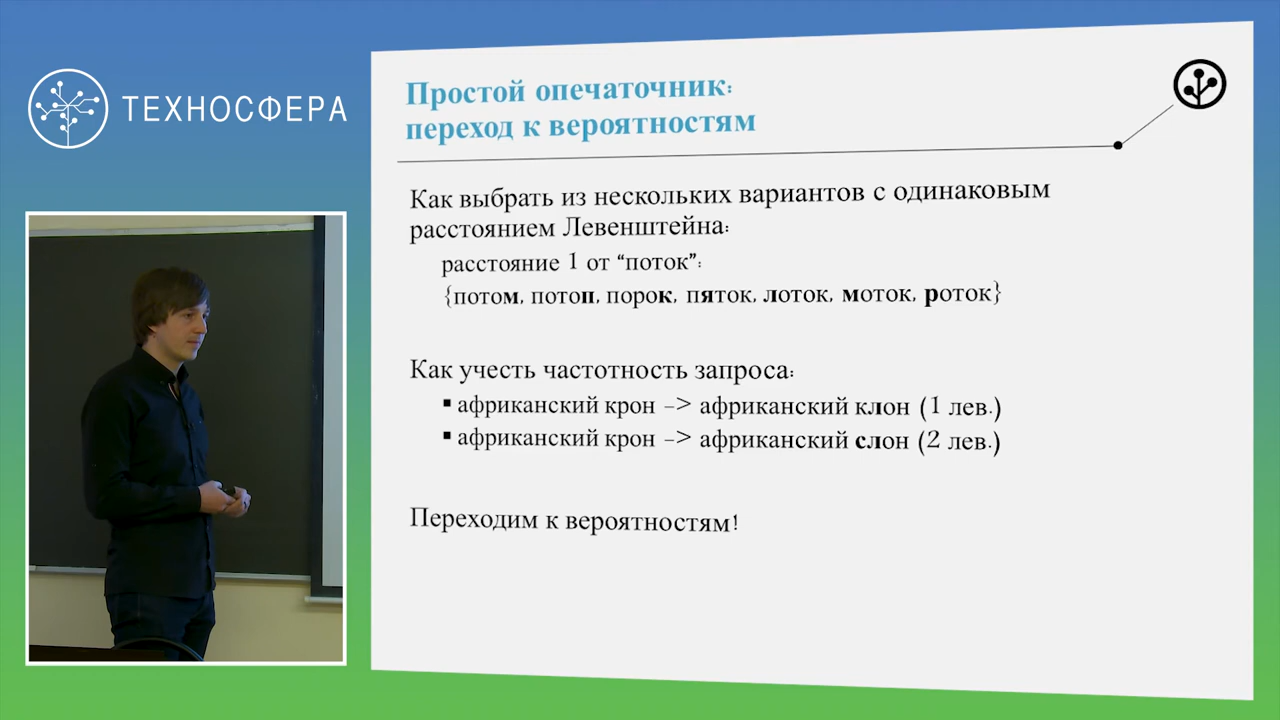 ТЕХНОСФЕРА
Простой опечаточник:
переход к вероятностям
Как выбрать из нескольких вариантов с одинаковым
расстоянием Левенштейна:
расстояние 1 от “поток”:
{потом, потоп, порок, пяток, лоток, моток, роток}
Как учесть частотность запроса:
▪ африканский крон -> африканский клон (1 лев.)
▪ африканский крон -> африканский слон (2 лев.)
Переходим к вероятностям!